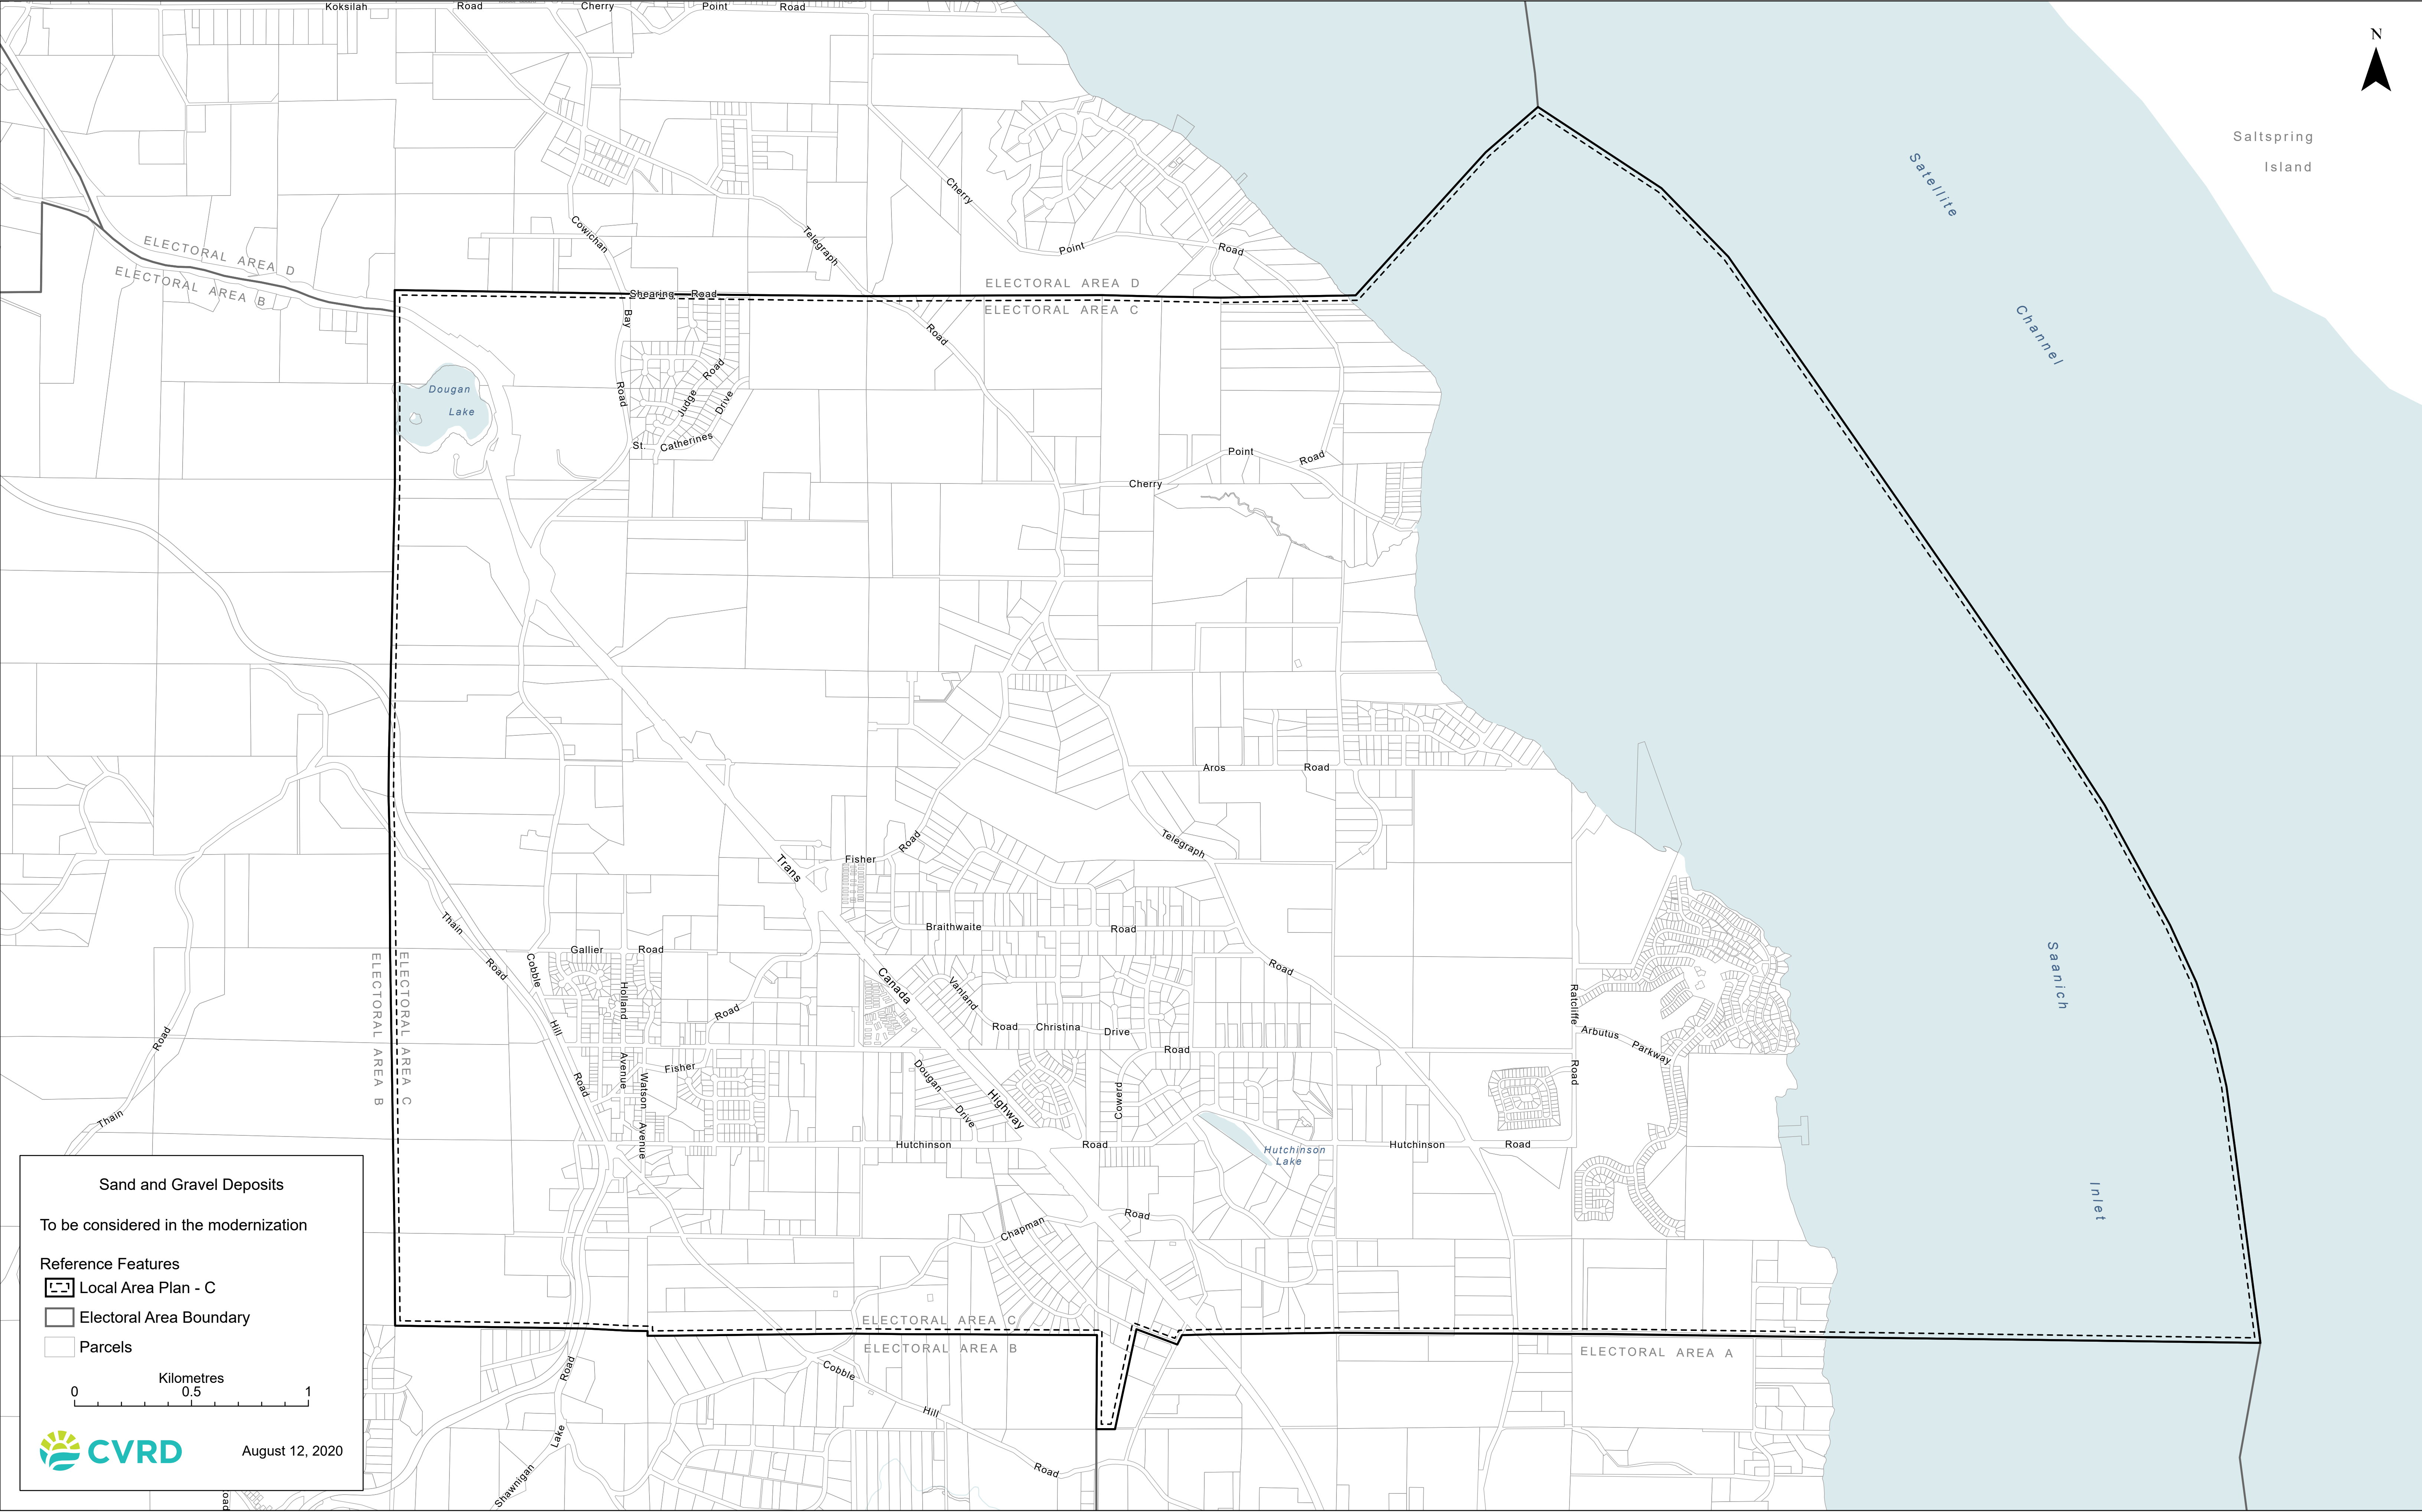 Koksilah Road Cherry Point Road
N
Saltspring
Island
Satellite
Channel
Cherry
Point
Road
Cowichan
Telegraph
ELECTORAL AREA D
ELECTORAL AREA B
ELECTORAL AREA D
ELECTORAL AREA C
Shearing Road
Bay
Road
Road
Judge
Road
Drive
St. Catherines
Dougan
Lake
Cherry
Point
Road
Aros Road
Telegraph
Road
Trans
Canada
Highway
Fisher
Road
Braithwaite Road
Thain
Road
Gallier Road
Cobble
Hill
Road
Holland
Avenue
Watson
Avenue
Fisher
Road
Vanland
Road
Christina Drive
Road
Cowerd
Dougan
Drive
Ratcliffe
Road
Arbutus
Parkway
Saanich
Inlet
Hutchinson Road
Hutchinson
Lake
Hutchinson Road
Chapman
Road
ELECTORAL AREA B
ELECTORAL AREA C
Road
Thain
ELECTORAL AREA C
ELECTORAL AREA B
ELECTORAL AREA A
Cobble
Hill
Road
Road
Lake
Shawnigan
Road
Sand and Gravel Deposits
To be considered in the modernization
Reference Features
Local Area Plan - C
Electoral Area Boundary
Parcels
Kilometres
0 0.5 1
CVRD
August 12, 2020